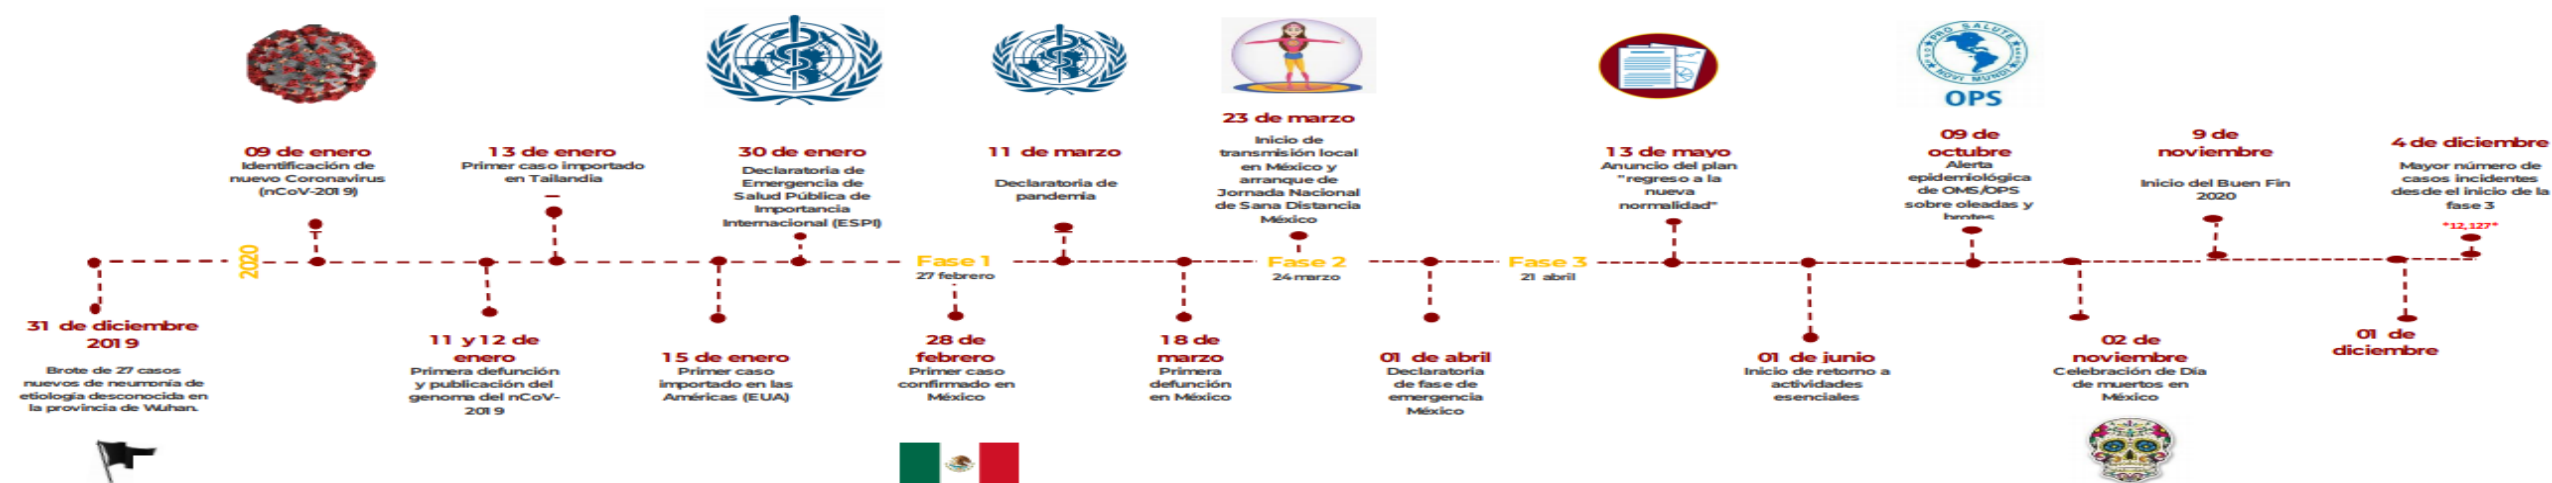 PRO SALUTE
NOVI MUNDI
OPS
09 de enero
Identificación de
nuevo Coronavirus
(nCoV-2019)
13 de enero
Primer caso importado
en Tailandia
30 de enero
Declaratoria de
Emergencia de
Salud Pública de
Importancia
Internacional (ESPI)
11 de marzo
Declaratoria de
pandemia
23 de marzo
Inicio de
transmisión local
en México y
arranque de
Jornada Nacional
de Sana Distancia
México
13 de mayo
Anuncio del plan
"regreso a la
nueva
normalidad"
09 de
octubre
Alerta
epidemiológica
de OMS/OPS
sobre oleadas y
brotes
9 de
noviembre
Inicio del Buen Fin
2020
4 de diciembre
Mayor número de
casos incidentes
desde el inicio de la
fase 3
*12,127*
2020
Fase 1
27 febrero
Fase 2
24 marzo
Fase 3
21 abril
31 de diciembre
2019
Brote de 27 casos
nuevos de neumonía de
etiología desconocida en
la provincia de Wuhan.
11 y 12 de
enero
Primera defunción
y publicación del
genoma del nCoV-
2019
15 de enero
Primer caso
importado en las
Américas (EUA)
28 de
febrero
Primer caso
confirmado en
México
18 de
marzo
Primera
defunción
en México
01 de abril
Declaratoria
de fase de
emergencia
México
01 de junio
Inicio de retorno a
actividades
esenciales
02 de
noviembre
Celebración de Día
de muertos en
México
01 de
diciembre